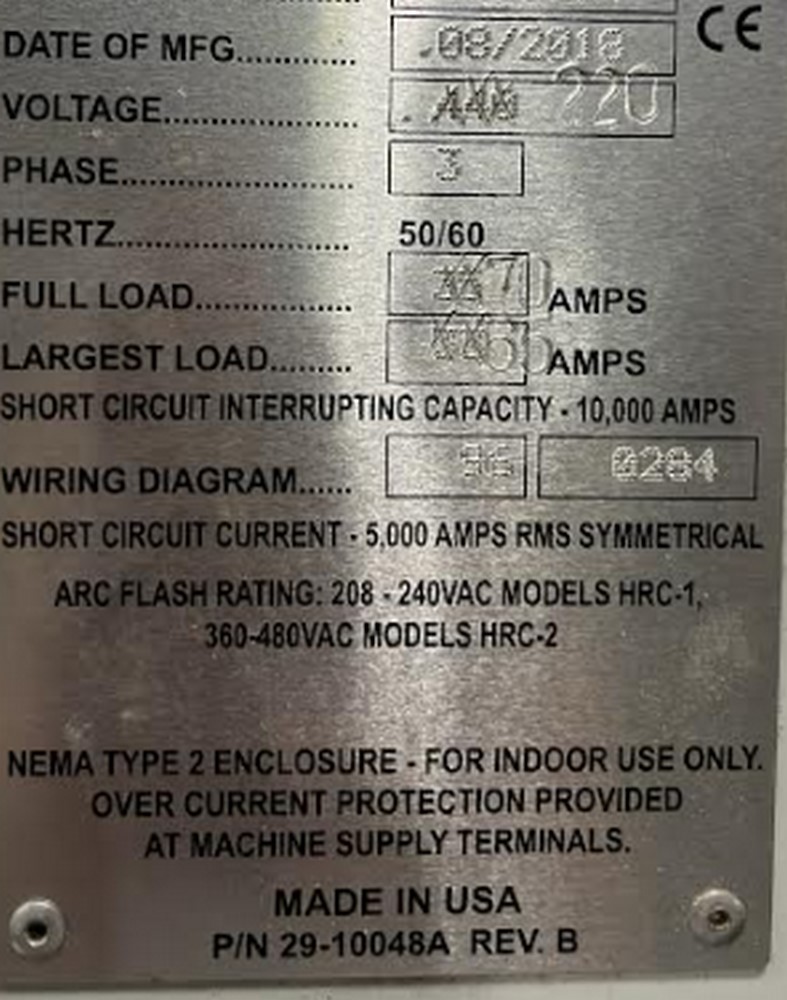 CE
DATE OF MFG............ .08/2018
VOLTAGE..................... 220
PHASE......................... 3
HERTZ......................... 50/60
FULL LOAD................ 70 AMPS
LARGEST LOAD......... AMPS
SHORT CIRCUIT INTERRUPTING CAPACITY - 10,000 AMPS
WIRING DIAGRAM...... 96 0284
SHORT CIRCUIT CURRENT - 5,000 AMPS RMS SYMMETRICAL
ARC FLASH RATING: 208 - 240VAC MODELS HRC-1,
360-480VAC MODELS HRC-2
NEMA TYPE 2 ENCLOSURE - FOR INDOOR USE ONLY.
OVER CURRENT PROTECTION PROVIDED
AT MACHINE SUPPLY TERMINALS.
MADE IN USA
P/N 29-10048A REV. B